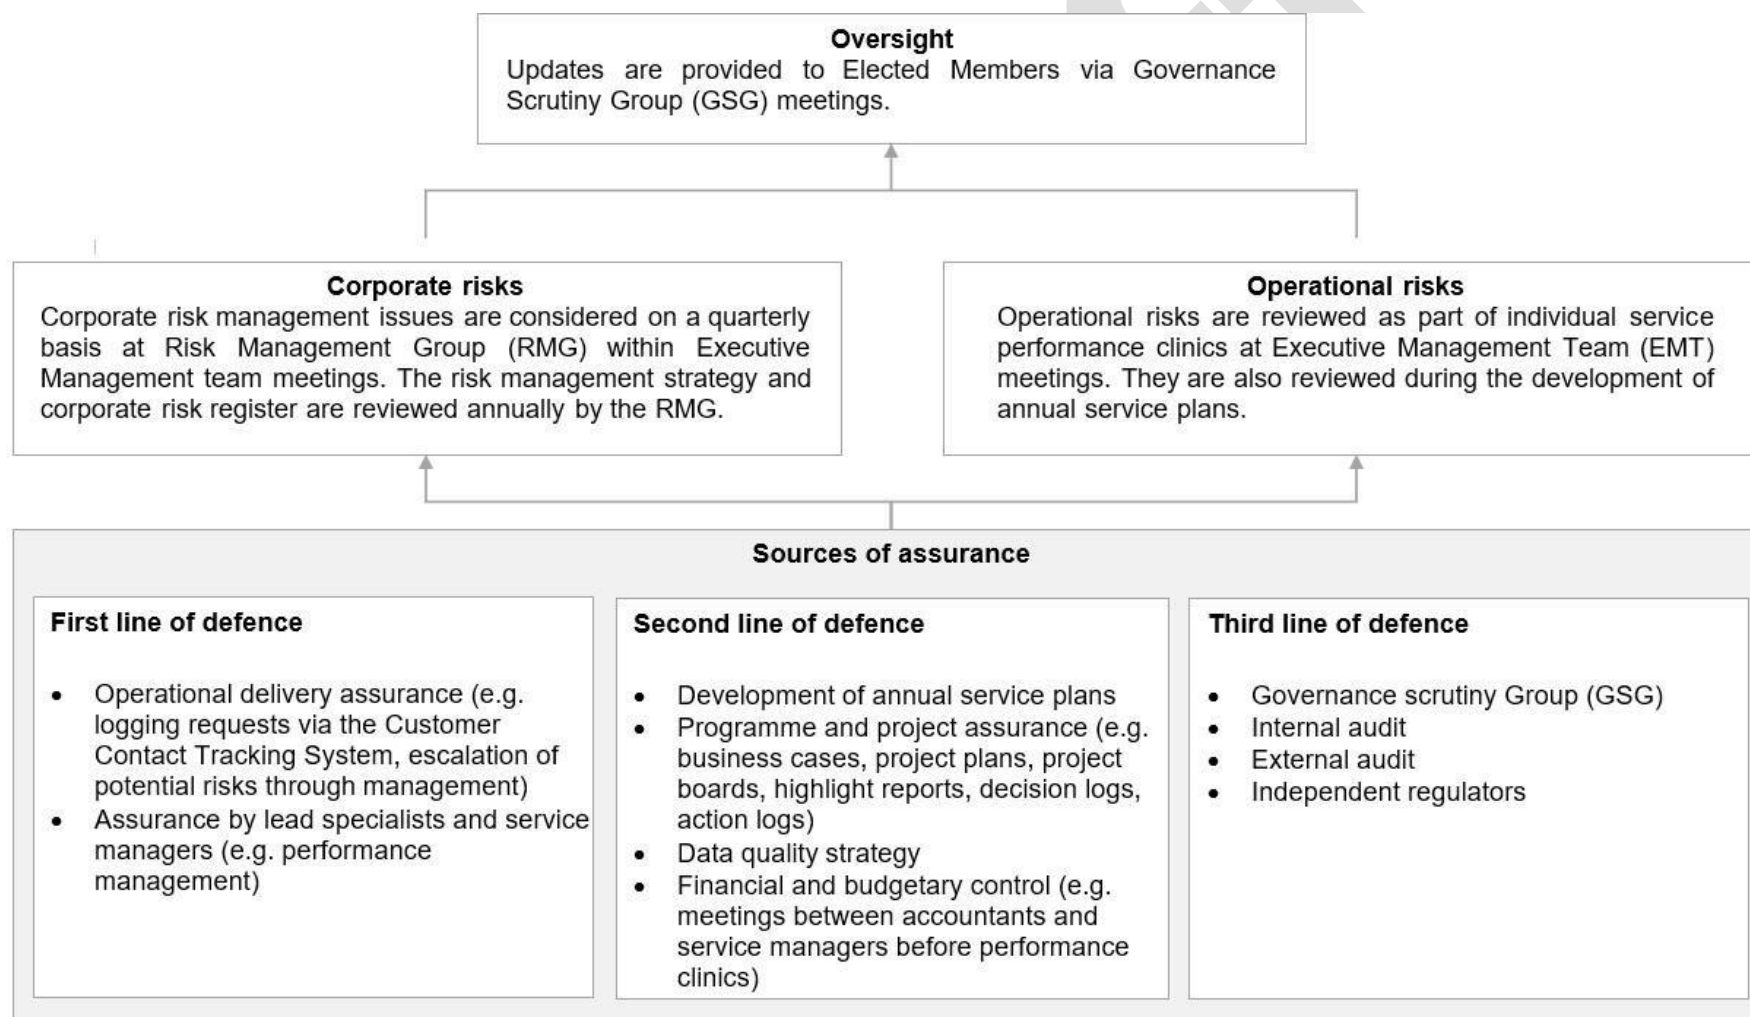 Oversight
Updates are provided to Elected Members via Governance
Scrutiny Group (GSG) meetings.
Corporate risks
Corporate risk management issues are considered on a quarterly
basis at Risk Management Group (RMG) within Executive
Management team meetings. The risk management strategy and
corporate risk register are reviewed annually by the RMG.
Operational risks
Operational risks are reviewed as part of individual service
performance clinics at Executive Management Team (EMT)
meetings. They are also reviewed during the development of
annual service plans.
Sources of assurance
First line of defence
• Operational delivery assurance (e.g.
logging requests via the Customer
Contact Tracking System, escalation of
potential risks through management)
• Assurance by lead specialists and service
managers (e.g. performance
management)
Second line of defence
• Development of annual service plans
• Programme and project assurance (e.g.
business cases, project plans, project
boards, highlight reports, decision logs,
action logs)
• Data quality strategy
• Financial and budgetary control (e.g.
meetings between accountants and
service managers before performance
clinics)
Third line of defence
• Governance scrutiny Group (GSG)
• Internal audit
• External audit
• Independent regulators